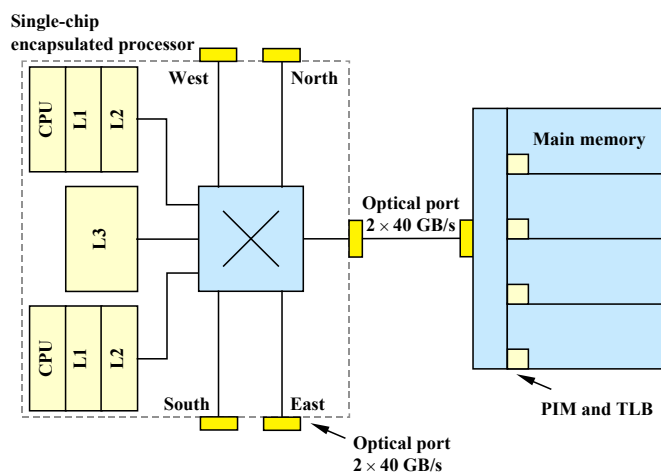 Single-chip
encapsulated processor
West
North
CPU
L1
L2
Main memory
Optical port
2 × 40 GB/s
L3
CPU
L1
L2
South
East
PIM and TLB
Optical port
2 × 40 GB/s